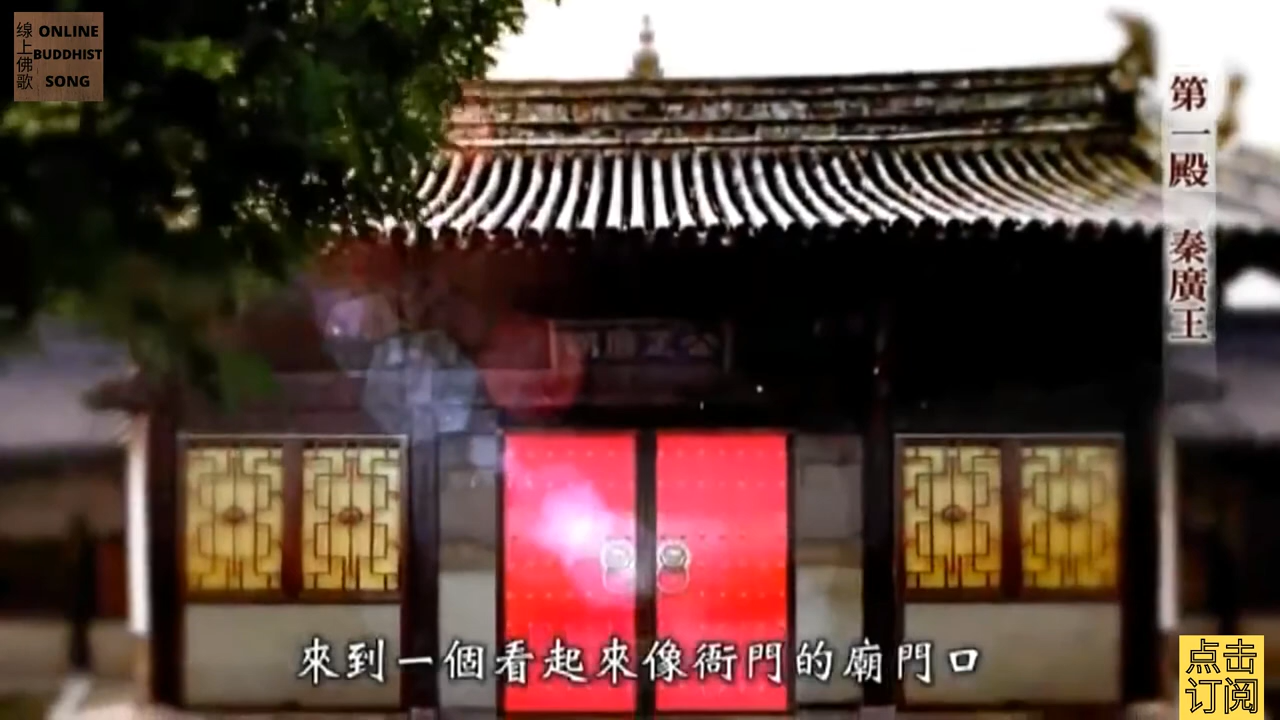 线上佛歌
ONLINE
BUDDHIST
SONG
第一殿 秦廣王
來到一個看起來像衙門的廟門口
点击
订阅